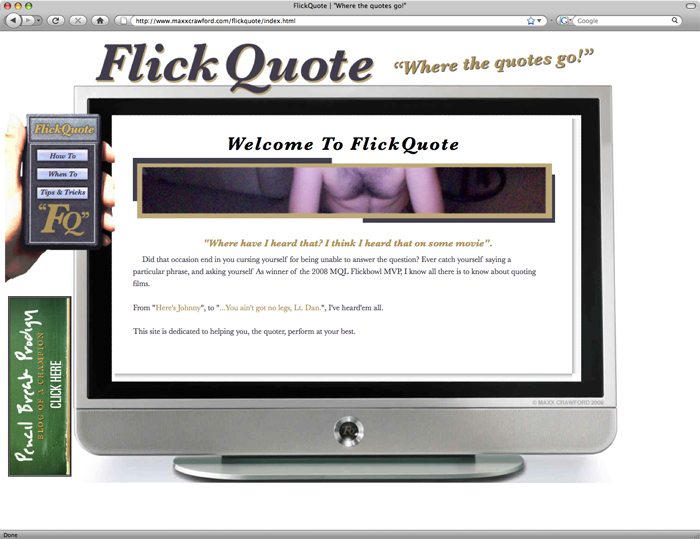 FlickQuote | "Where the quotes go!"
http://www.maxxcrawford.com/flickquote/index.html
Google
FlickQuote
“Where the quotes go!”
FlickQuote
How To
When To
Tips & Tricks
“FQ”
Welcome To FlickQuote
"Where have I heard that? I think I heard that on some movie".
Did that occasion end in you cursing yourself for being unable to answer the question? Ever catch yourself saying a
particular phrase, and asking yourself As winner of the 2008 MQL Flickbowl MVP, I know all there is to know about quoting
films.
From "Here's Johnny", to "...You ain't got no legs, Lt. Dan.", I've heard'em all.
This site is dedicated to helping you, the quoter, perform at your best.
Pencil Break Prodigy
BLOG OF A CHAMPION
CLICK HERE
© MAXX CRAWFORD 2008
FQ
Done